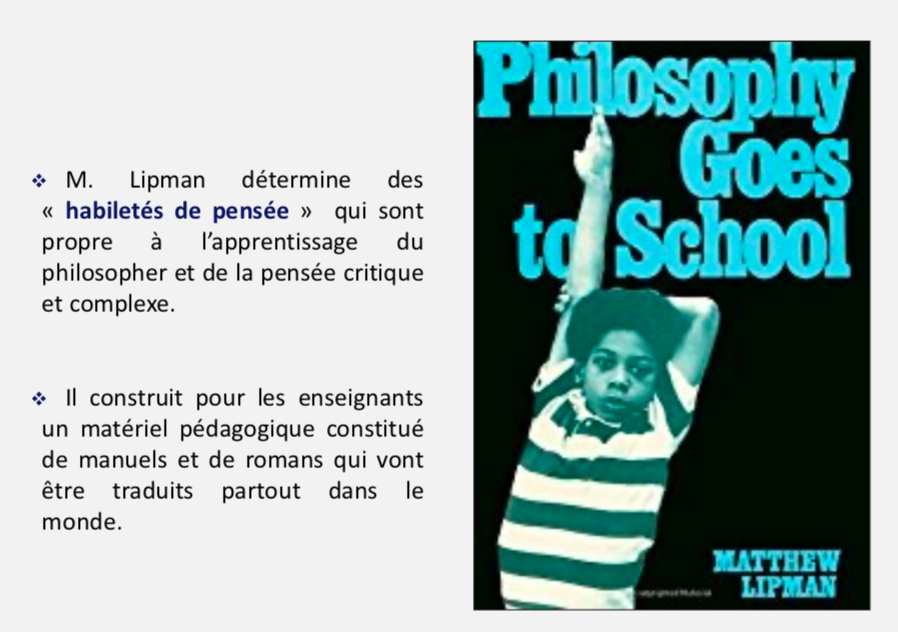 ❖ M. Lipman détermine des
« habiletés de pensée » qui sont
propre à l’apprentissage du
philosopher et de la pensée critique
et complexe.
❖ Il construit pour les enseignants
un matériel pédagogique constitué
de manuels et de romans qui vont
être traduits partout dans le
monde.
Philosophy
Goes
to School
MATTHEW
LIPMAN
Copyrighted Material